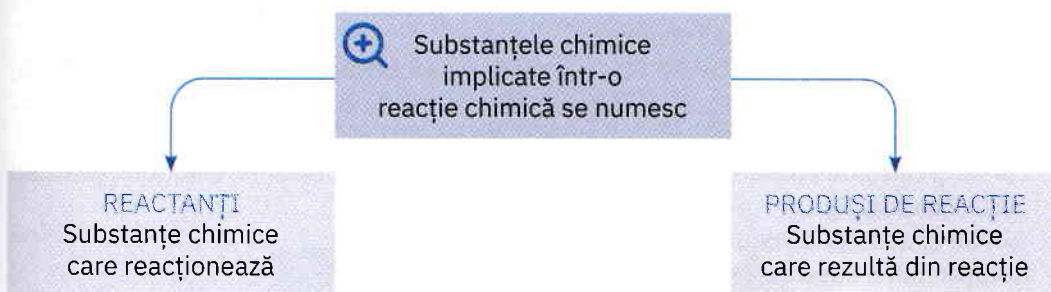 Substanțele chimice
implicate într-o
reacție chimică se numesc
REACTANȚI
Substanțe chimice
care reacționează
PRODUȘI DE REACȚIE
Substanțe chimice
care rezultă din reacție